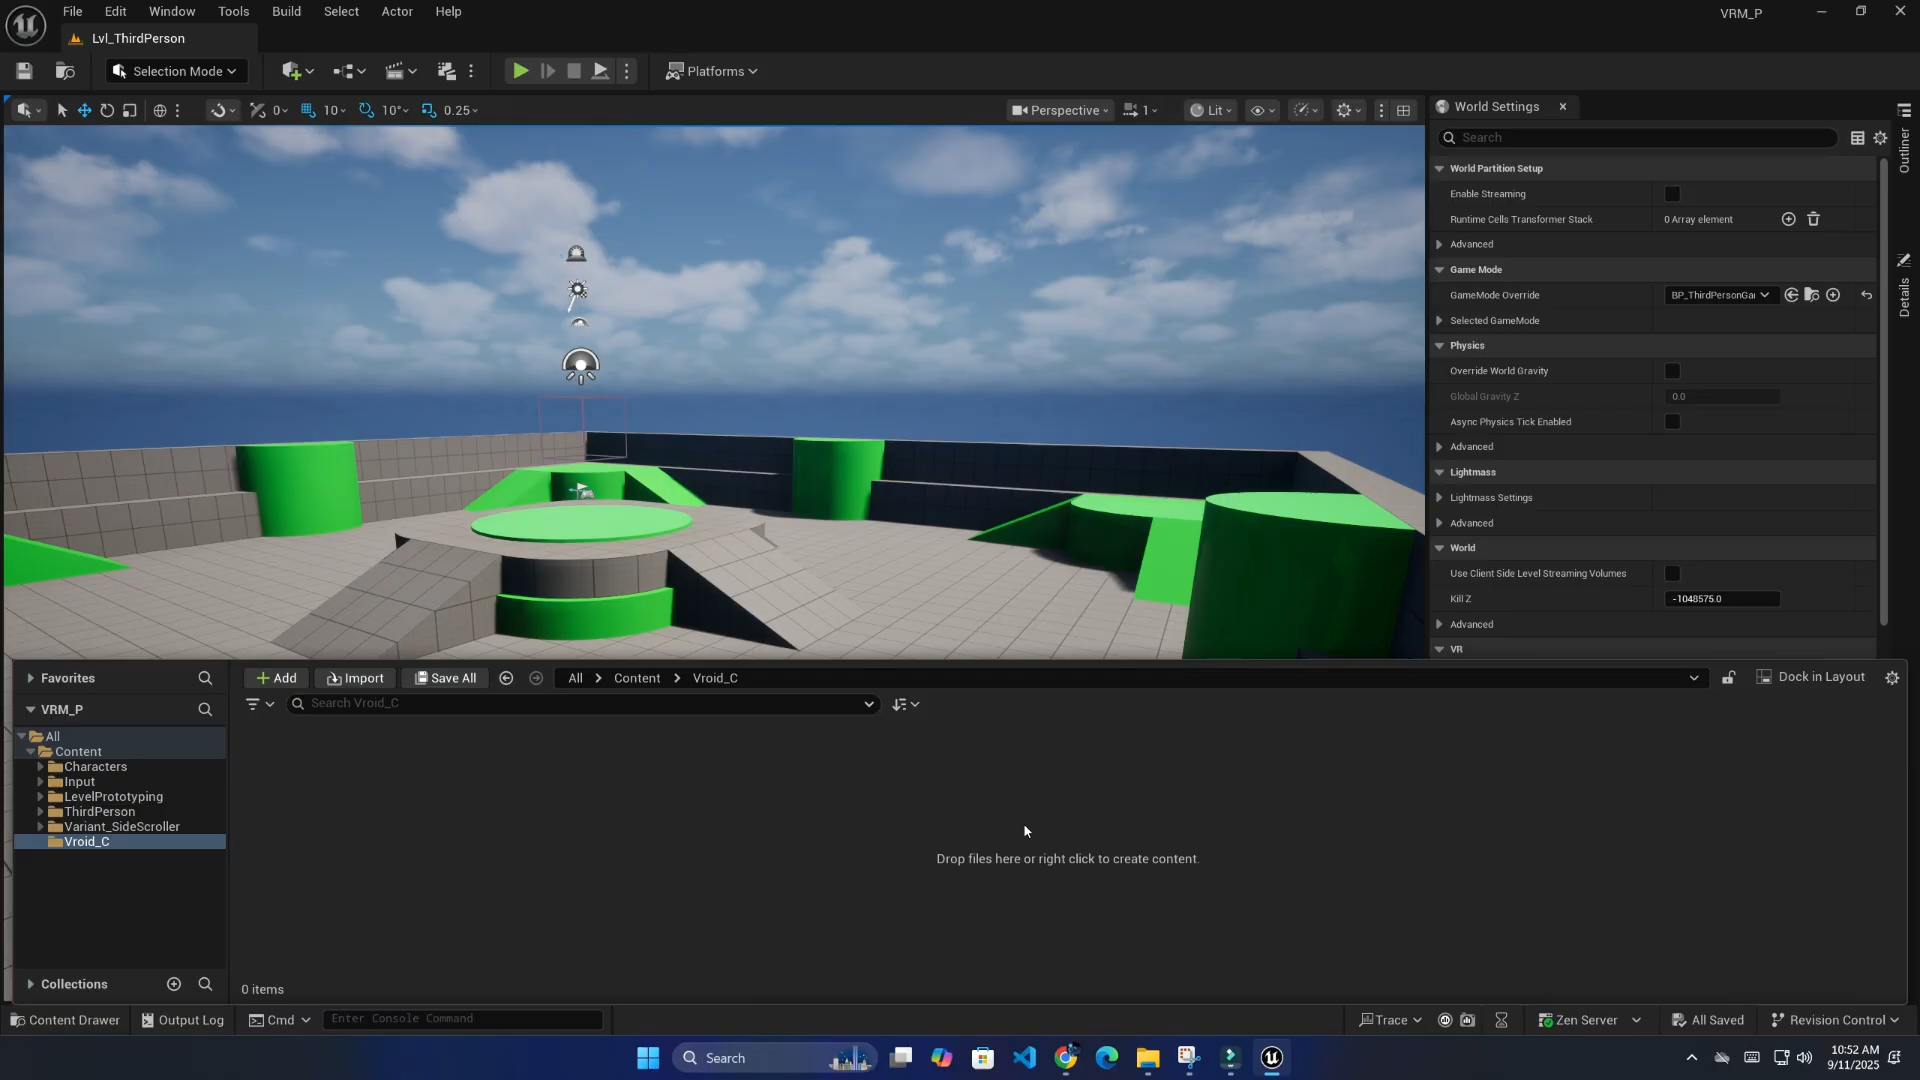 File Edit Window Tools Build Select Actor Help
VRM_P
Lvl_ThirdPerson
Selection Mode
Platforms
0 10 10° 0.25
Perspective 1 Lit
World Settings
Search
World Partition Setup
Enable Streaming
Runtime Cells Transformer Stack 0 Array element
Advanced
Game Mode
GameMode Override BP_ThirdPersonGa
Selected GameMode
Physics
Override World Gravity
Global Gravity Z 0.0
Async Physics Tick Enabled
Advanced
Lightmass
Lightmass Settings
Advanced
World
Use Client Side Level Streaming Volumes
Kill Z -1048575.0
Advanced
VR
Outliner
Details
Favorites
Add Import Save All All > Content > Vroid_C Dock in Layout
VRM_P
Search Vroid_C
All
Content
Characters
Input
LevelPrototyping
ThirdPerson
Variant_SideScroller
Vroid_C
Drop files here or right click to create content.
Collections
0 items
Content Drawer Output Log Cmd Enter Console Command Trace Zen Server All Saved Revision Control
Search
10:52 AM
9/11/2025